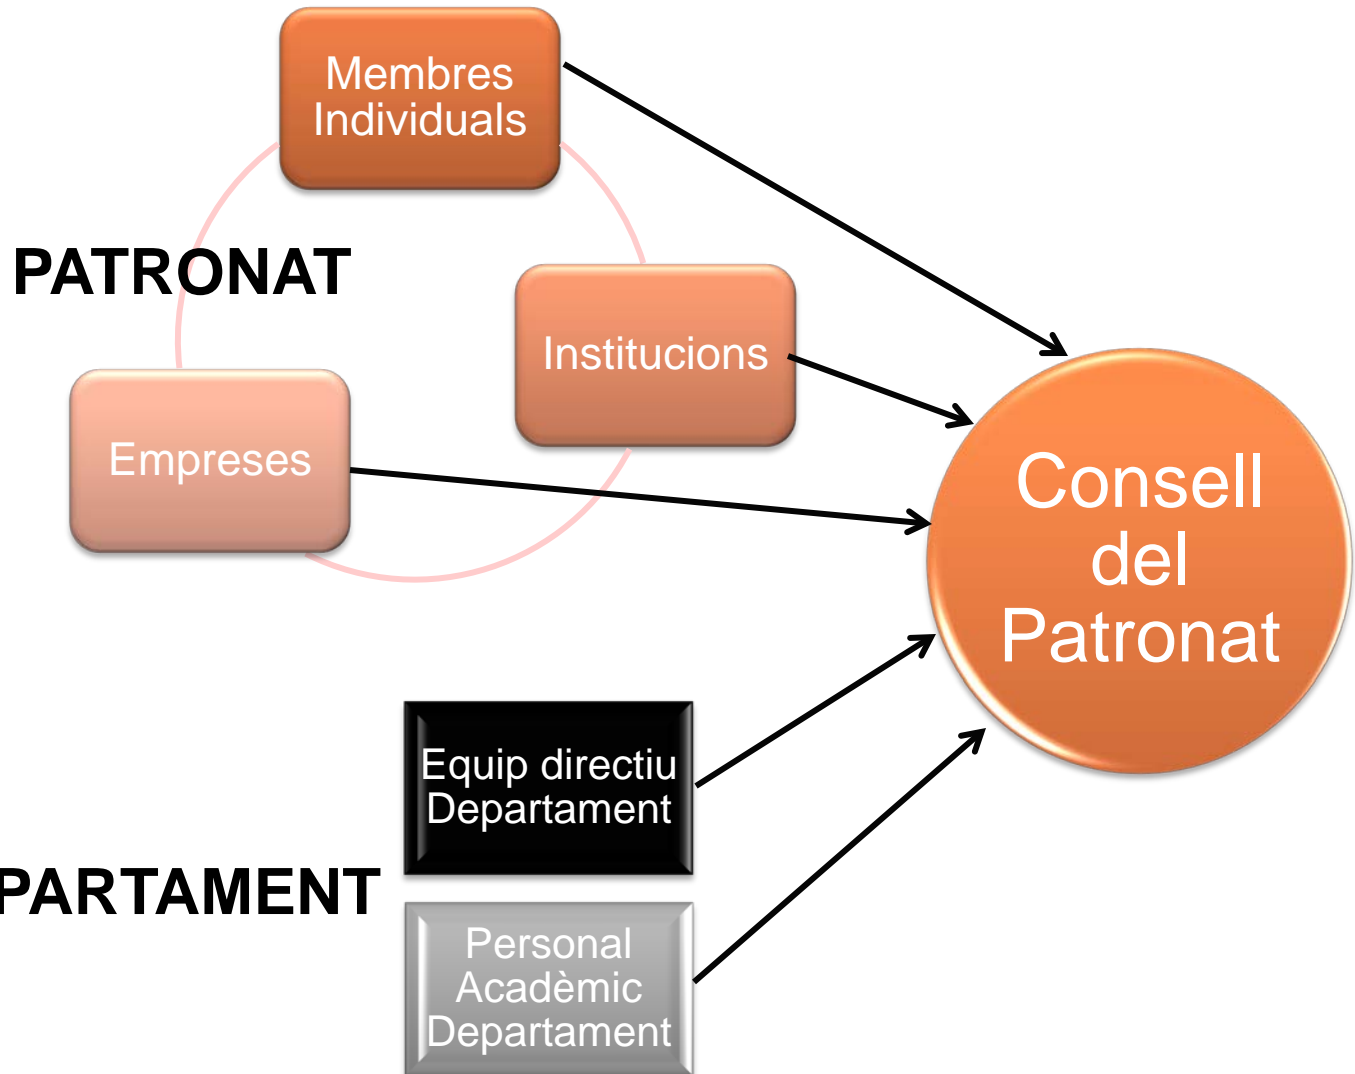 Membres
Individuals
PATRONAT
Institucions
Empreses
Consell
del
Patronat
Equip directiu
Departament
PARTAMENT
Personal
Acadèmic
Departament